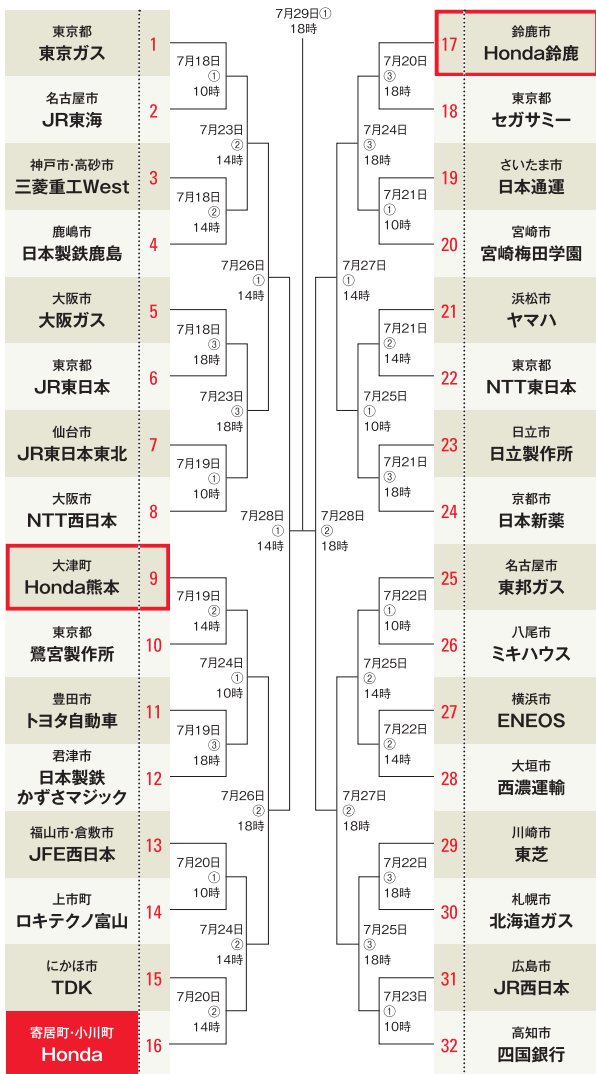 7月29日①
18時
東京都
東京ガス
1
名古屋市
JR東海
2
神戸市・高砂市
三菱重工West
3
鹿嶋市
日本製鉄鹿島
4
大阪市
大阪ガス
5
東京都
JR東日本
6
仙台市
JR東日本東北
7
大阪市
NTT西日本
8
大津町
Honda熊本
9
東京都
鷺宮製作所
10
豊田市
トヨタ自動車
11
君津市
日本製鉄
かずさマジック
12
福山市・倉敷市
JFE西日本
13
上市町
ロキテクノ富山
14
にかほ市
TDK
15
寄居町・小川町
Honda
16
7月18日
①
10時
7月18日
②
14時
7月18日
③
18時
7月19日
①
10時
7月19日
②
14時
7月19日
③
18時
7月20日
①
10時
7月20日
②
14時
7月23日
②
14時
7月23日
③
18時
7月24日
①
10時
7月24日
②
14時
7月26日
①
14時
7月26日
②
18時
7月28日
①
14時
7月28日
②
18時
7月27日
①
14時
7月27日
②
18時
7月24日
③
18時
7月25日
①
10時
7月25日
②
14時
7月25日
③
18時
7月20日
③
18時
7月21日
①
10時
7月21日
②
14時
7月21日
③
18時
7月22日
①
10時
7月22日
②
14時
7月22日
③
18時
7月23日
①
10時
17
鈴鹿市
Honda鈴鹿
18
東京都
セガサミー
19
さいたま市
日本通運
20
宮崎市
宮崎梅田学園
21
浜松市
ヤマハ
22
東京都
NTT東日本
23
日立市
日立製作所
24
京都市
日本新薬
25
名古屋市
東邦ガス
26
八尾市
ミキハウス
27
横浜市
ENEOS
28
大垣市
西濃運輸
29
川崎市
東芝
30
札幌市
北海道ガス
31
広島市
JR西日本
32
高知市
四国銀行